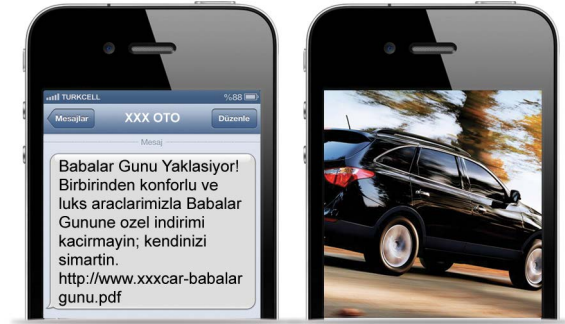 TURKCELL %88
Mesajlar XXX OTO Düzenle
Mesaj
Babalar Gunu Yaklasiyor!
Birbirinden konforlu ve
luks araclarimizla Babalar
Gunune ozel indirimi
kacirmayin; kendinizi
simartin.
http://www.xxxcar-babalar
gunu.pdf